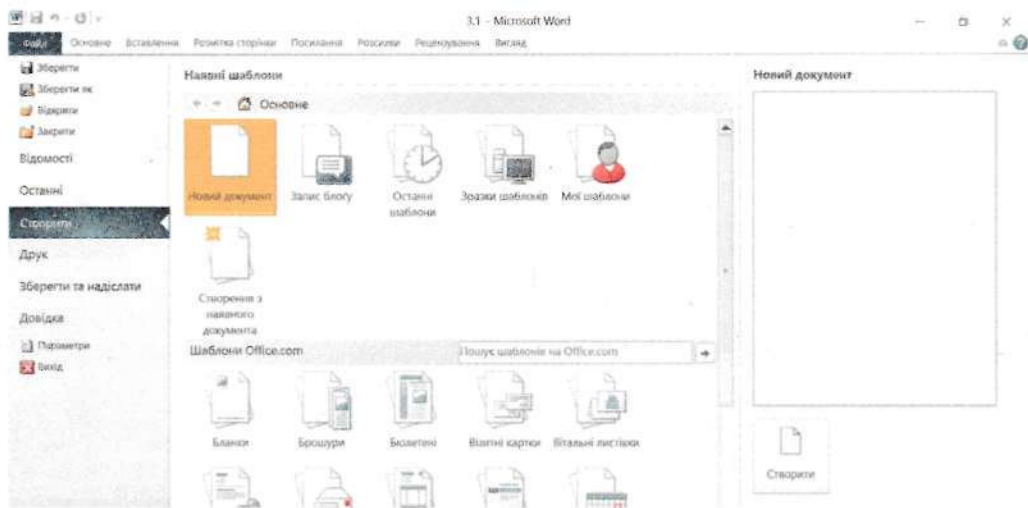 3.1 - Microsoft Word
Файл Основне Вставлення Розмітка сторінки Посилання Розсилки Рецензування Вигляд
Зберегти
Зберегти як
Відкрити
Закрити
Відомості
Останні
Створити
Друк
Зберегти та надіслати
Довідка
Параметри
Вихід
Наявні шаблони
Основне
Новий документ Запис блогу Останні шаблони Зразки шаблонів Мої шаблони
Створення з
наявного
документа
Шаблони Office.com Пошук шаблонів на Office.com
Бланки Брошури Бюлетені Візитні картки Вітальні листівки
Новий документ
Створити